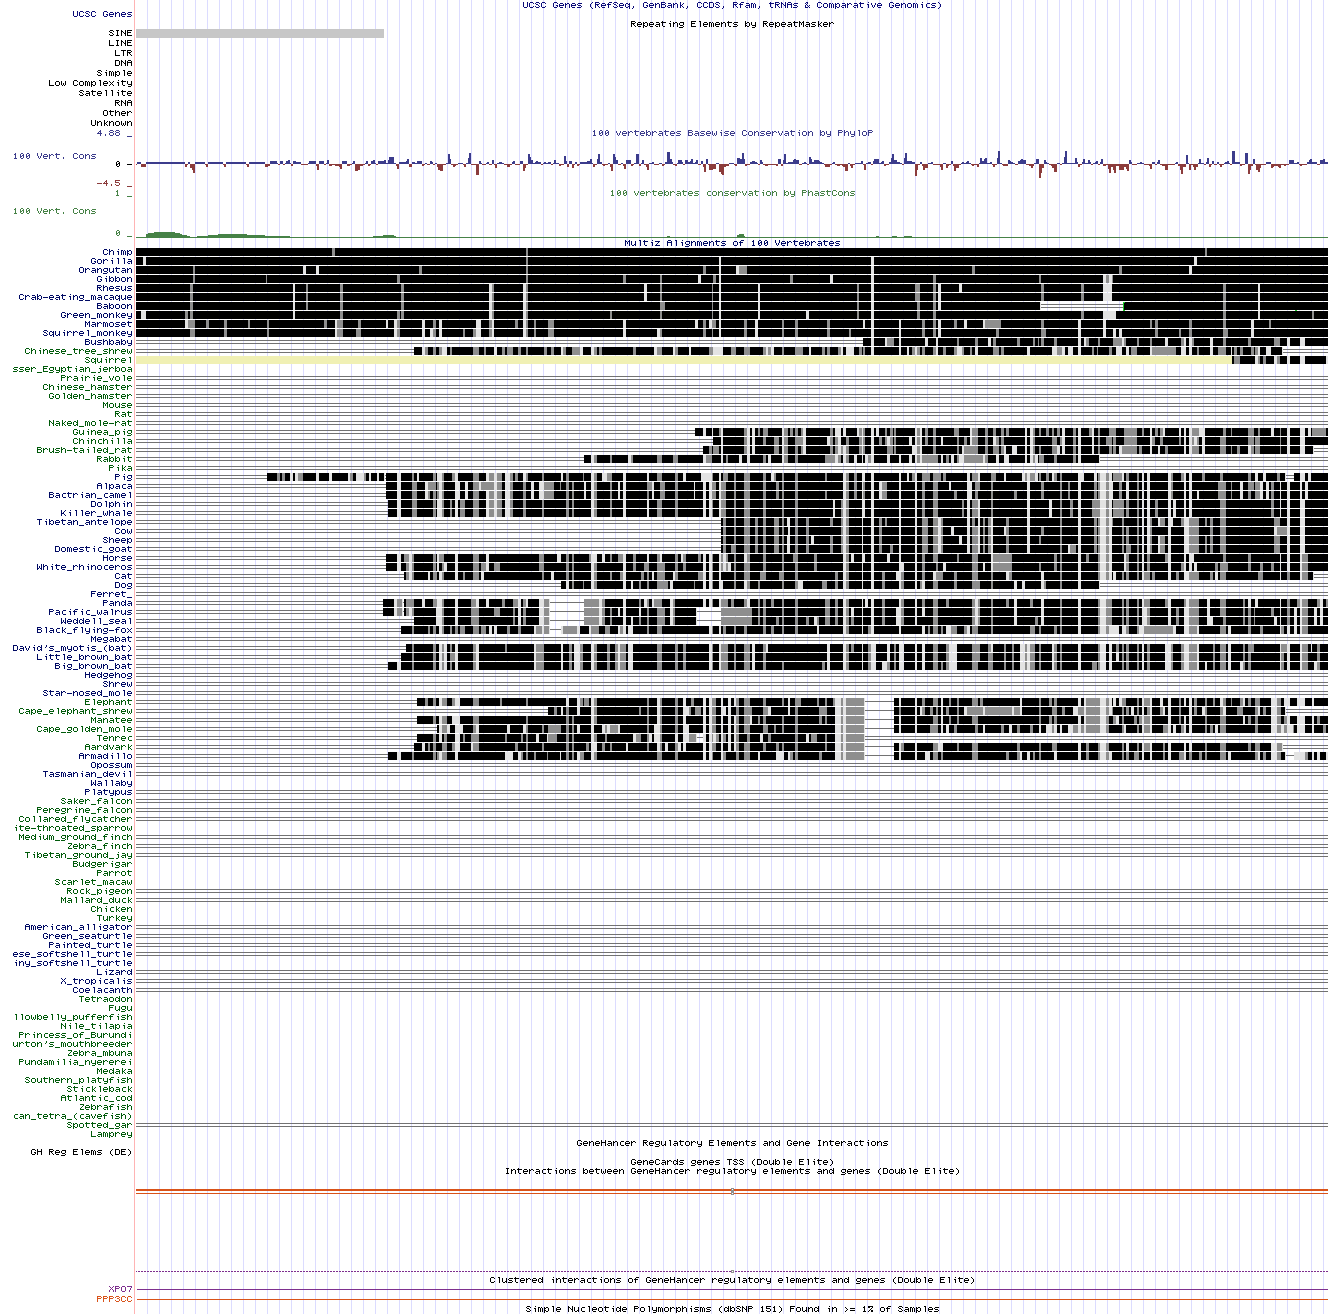 UCSC Genes (RefSeq, GenBank, CCDS, Rfam, tRNAs & Comparative Genomics)
UCSC Genes
Repeating Elements by RepeatMasker
SINE
LINE
LTR
DNA
Simple
Low Complexity
Satellite
RNA
Other
Unknown
4.88 _
100 vertebrates Basewise Conservation by PhyloP
100 Vert. Cons
0 _
-4.5 _
1 _
100 vertebrates conservation by PhastCons
100 Vert. Cons
0 _
Multiz Alignments of 100 Vertebrates
Chimp
Gorilla
Orangutan
Gibbon
Rhesus
Crab-eating_macaque
Baboon
Green_monkey
Marmoset
Squirrel_monkey
Bushbaby
Chinese_tree_shrew
Squirrel
sser_Egyptian_jerboa
Prairie_vole
Chinese_hamster
Golden_hamster
Mouse
Rat
Naked_mole-rat
Guinea_pig
Chinchilla
Brush-tailed_rat
Rabbit
Pika
Pig
Alpaca
Bactrian_camel
Dolphin
Killer_whale
Tibetan_antelope
Cow
Sheep
Domestic_goat
Horse
White_rhinoceros
Cat
Dog
Ferret_
Panda
Pacific_walrus
Weddell_seal
Black_flying-fox
Megabat
David's_myotis_(bat)
Little_brown_bat
Big_brown_bat
Hedgehog
Shrew
Star-nosed_mole
Elephant
Cape_elephant_shrew
Manatee
Cape_golden_mole
Tenrec
Aardvark
Armadillo
Opossum
Tasmanian_devil
Wallaby
Platypus
Saker_falcon
Peregrine_falcon
Collared_flycatcher
ite-throated_sparrow
Medium_ground_finch
Zebra_finch
Tibetan_ground_jay
Budgerigar
Parrot
Scarlet_macaw
Rock_pigeon
Mallard_duck
Chicken
Turkey
American_alligator
Green_seaturtle
Painted_turtle
ese_softshell_turtle
iny_softshell_turtle
Lizard
X_tropicalis
Coelacanth
Tetraodon
Fugu
llowbelly_pufferfish
Nile_tilapia
Princess_of_Burundi
urton's_mouthbreeder
Zebra_mbuna
Pundamilia_nyererei
Medaka
Southern_platyfish
Stickleback
Atlantic_cod
Zebrafish
can_tetra_(cavefish)
Spotted_gar
Lamprey
GeneHancer Regulatory Elements and Gene Interactions
GH Reg Elems (DE)
GeneCards genes TSS (Double Elite)
Interactions between GeneHancer regulatory elements and genes (Double Elite)
Clustered interactions of GeneHancer regulatory elements and genes (Double Elite)
XPO7
PPP3CC
Simple Nucleotide Polymorphisms (dbSNP 151) Found in >= 1% of Samples